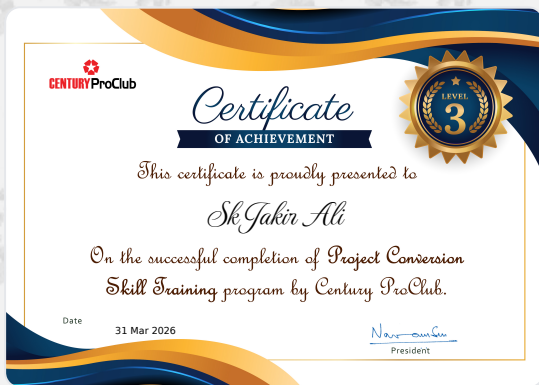 CENTURY ProClub
LEVEL
3
Certificate
OF ACHIEVEMENT
This certificate is proudly presented to
Sk Jakir Ali
On the successful completion of Project Conversion
Skill Training program by Century ProClub.
Date
31 Mar 2026
President